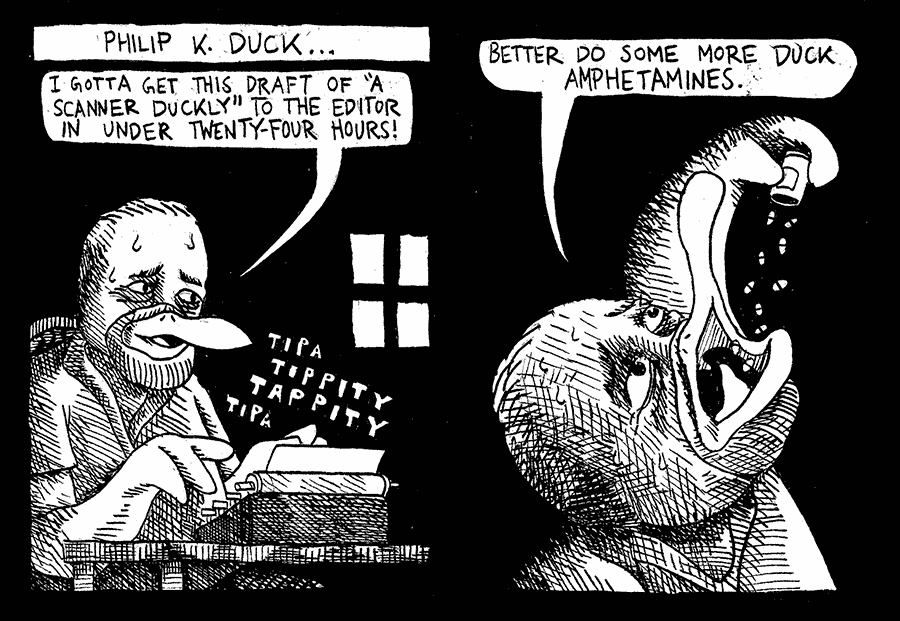 PHILIP K. DUCK...
I GOTTA GET THIS DRAFT OF "A
SCANNER DUCKLY" TO THE EDITOR
IN UNDER TWENTY-FOUR HOURS!
TIPA
TIPPITY
TAPPITY
TIPA
BETTER DO SOME MORE DUCK
AMPHETAMINES.